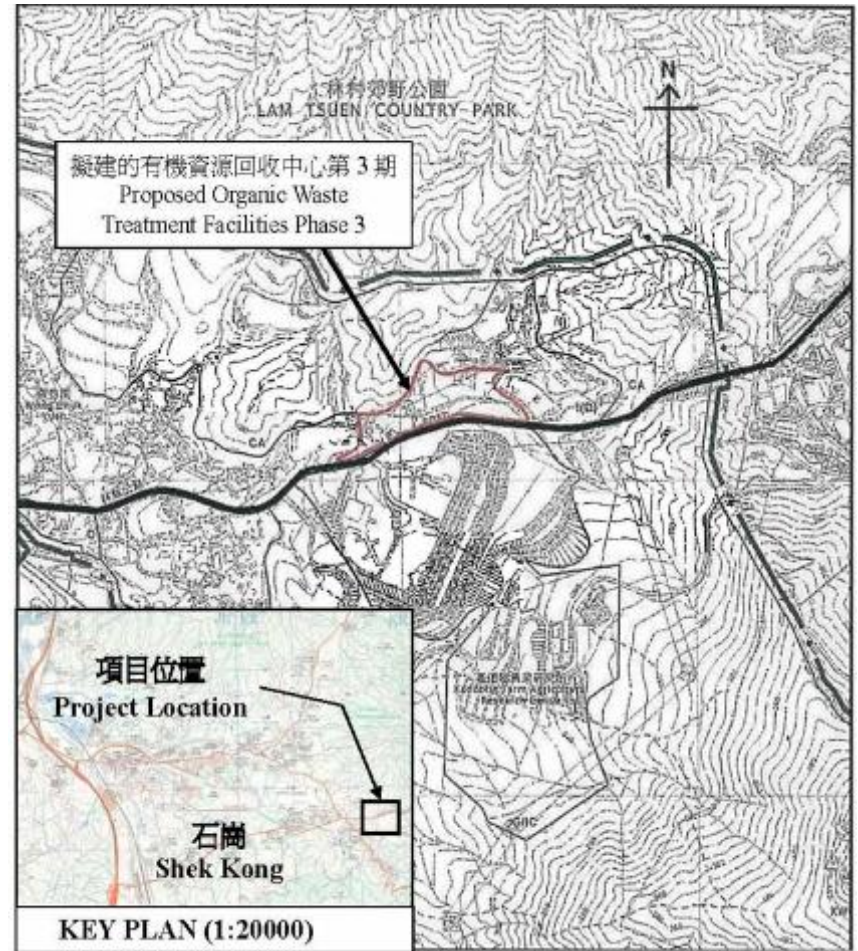 林村郊野公園
LAM TSUEN COUNTRY PARK
N
擬建的有機資源回收中心第 3 期
Proposed Organic Waste
Treatment Facilities Phase 3
CA
CA
G/IC
項目位置
Project Location
石崗
Shek Kong
KEY PLAN (1:20000)